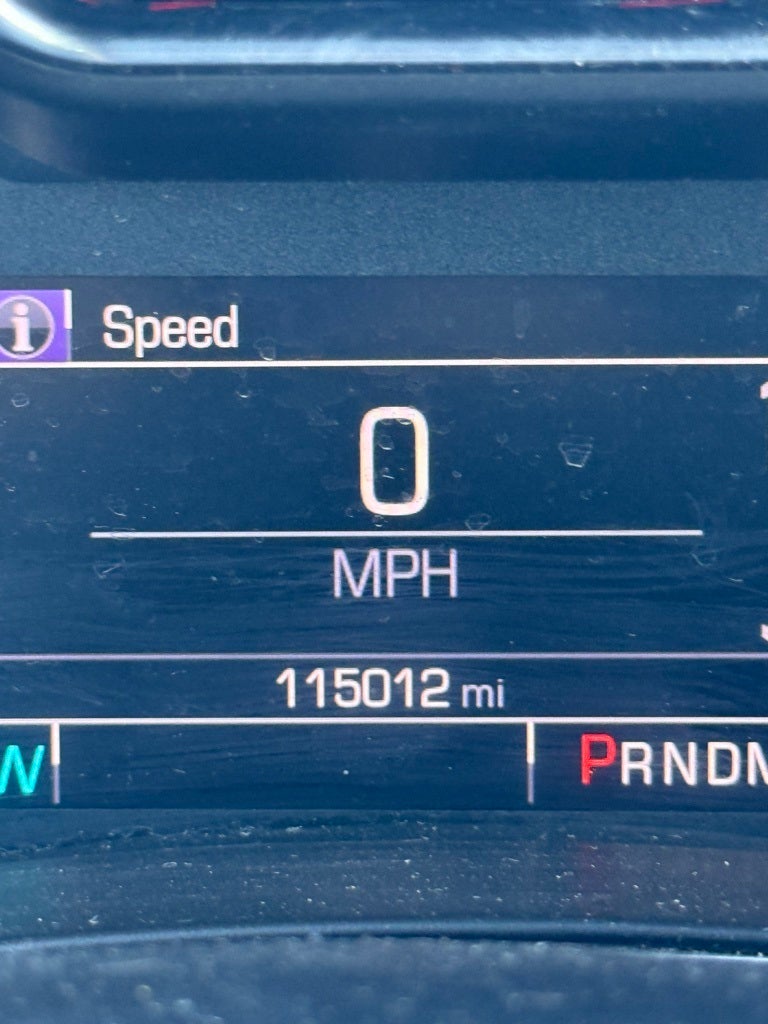 i Speed
0
MPH
115012 mi
W PRNDM